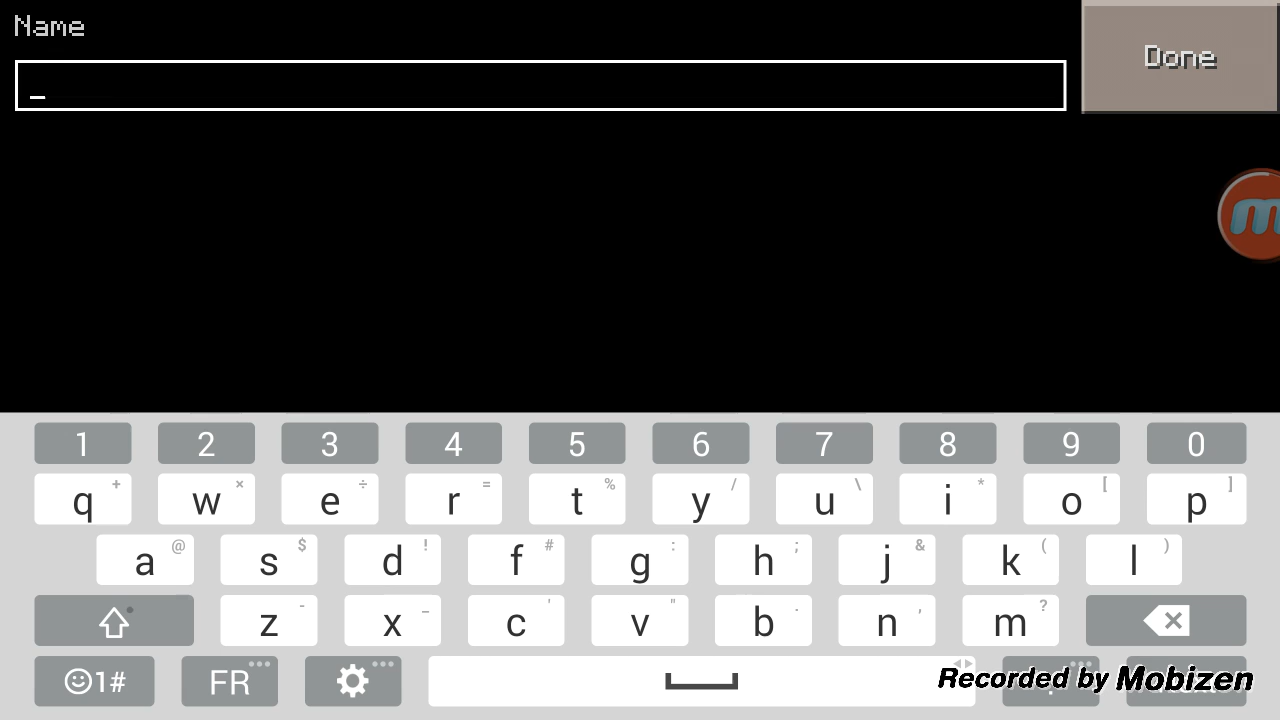 Name
Done
_
m
1 2 3 4 5 6 7 8 9 0
q + w × e ÷ r = t % y / u \ i * o [ p ]
a @ s $ d ! f # g : h ; j & k ( l )
z - x _ c ' v " b . n , m ?
1# FR
Recorded by Mobizen